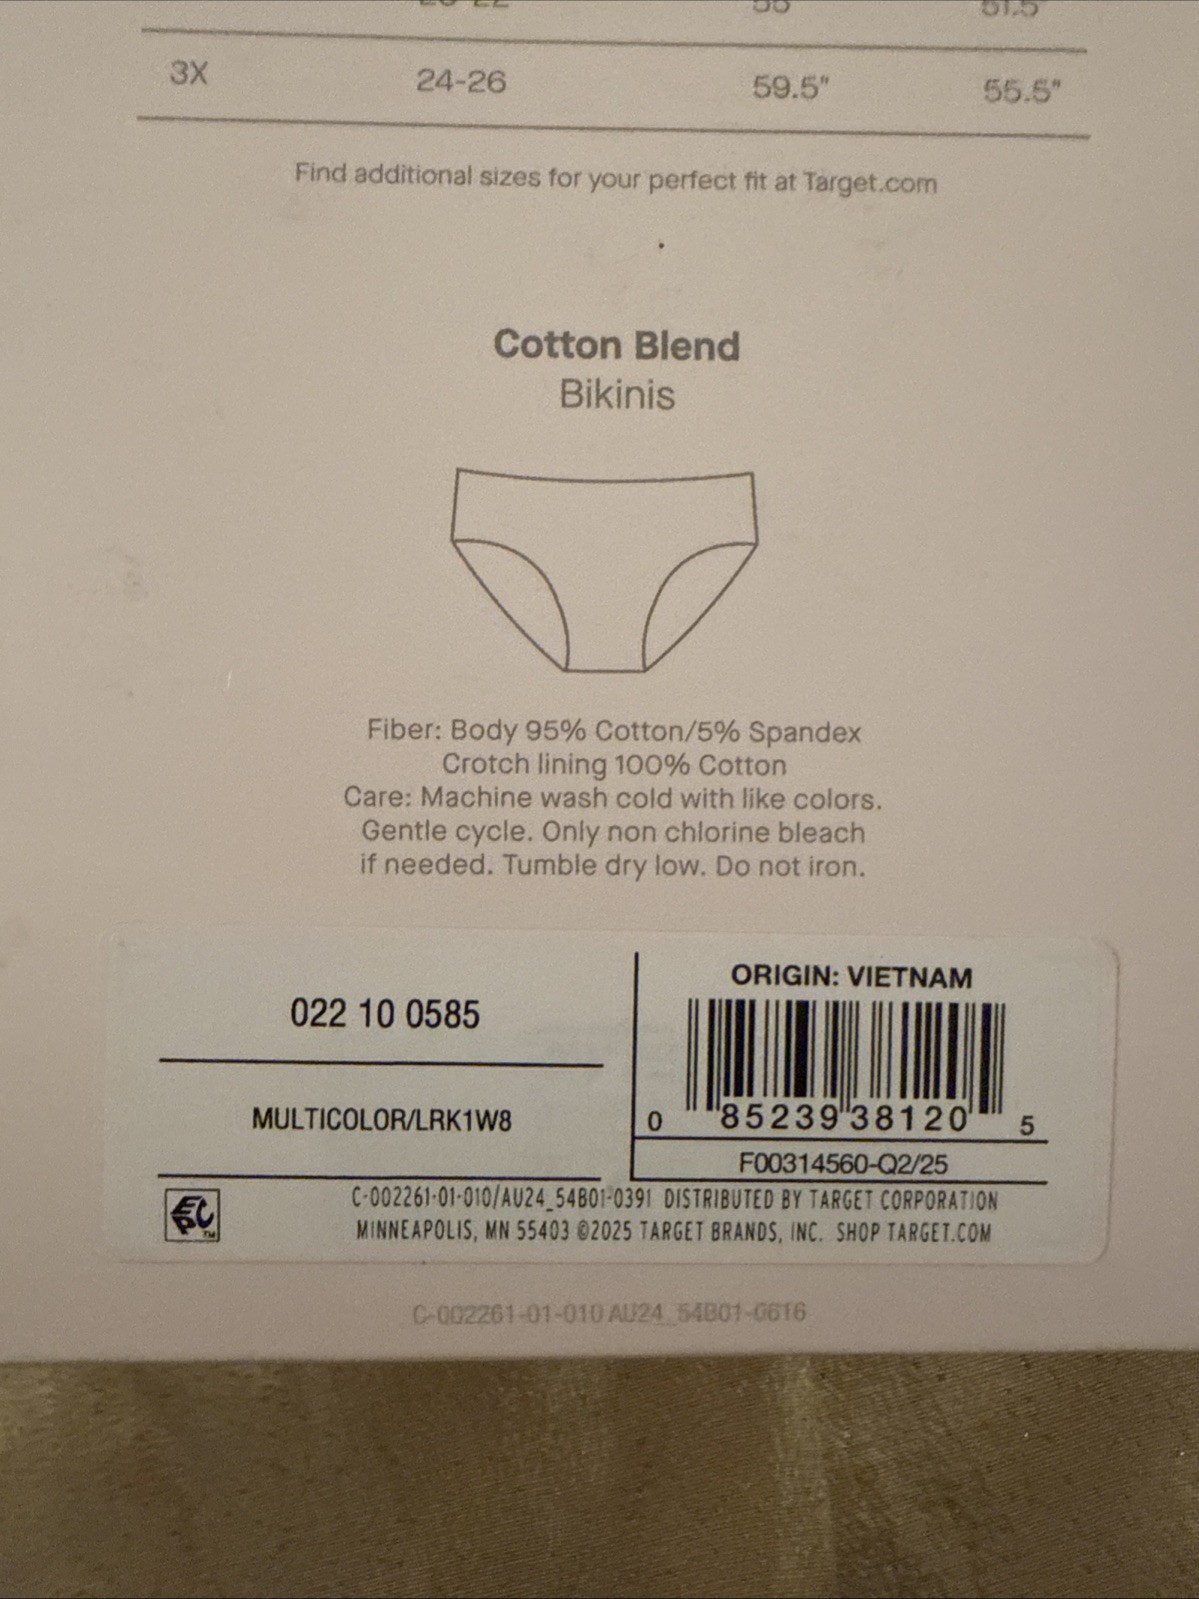 3X 24-26 59.5" 55.5"
Find additional sizes for your perfect fit at Target.com
Cotton Blend
Bikinis
Fiber: Body 95% Cotton/5% Spandex
Crotch lining 100% Cotton
Care: Machine wash cold with like colors.
Gentle cycle. Only non chlorine bleach
if needed. Tumble dry low. Do not iron.
022 10 0585
MULTICOLOR/LRK1W8
ORIGIN: VIETNAM
0 85239 38120 5
F00314560-Q2/25
EPC TM
C-002261-01-010/AU24_54B01-0391 DISTRIBUTED BY TARGET CORPORATION
MINNEAPOLIS, MN 55403 ©2025 TARGET BRANDS, INC. SHOP TARGET.COM
C-002261-01-010 AU24_54B01-0616